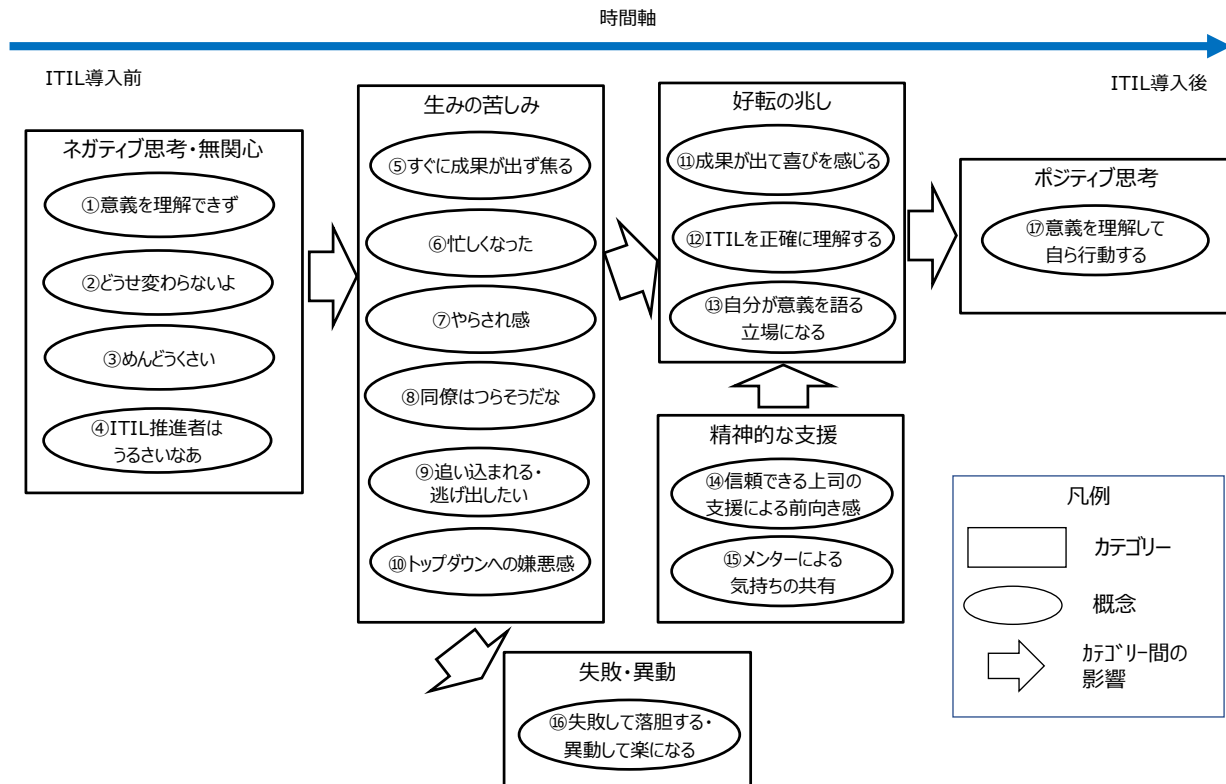 時間軸
ITIL導入前
ITIL導入後
ネガティブ思考・無関心
①意義を理解できず
②どうせ変わらないよ
③めんどうくさい
④ITIL推進者は
うるさいなあ
生みの苦しみ
⑤すぐに成果が出ず焦る
⑥忙しくなった
⑦やらされ感
⑧同僚はつらそうだな
⑨追い込まれる・
逃げ出したい
⑩トップダウンへの嫌悪感
好転の兆し
⑪成果が出て喜びを感じる
⑫ITILを正確に理解する
⑬自分が意義を語る
立場になる
精神的な支援
⑭信頼できる上司の
支援による前向き感
⑮メンターによる
気持ちの共有
失敗・異動
⑯失敗して落胆する・
異動して楽になる
ポジティブ思考
⑰意義を理解して
自ら行動する
凡例
カテゴリー
概念
ｶﾃｺﾞﾘｰ間の
影響